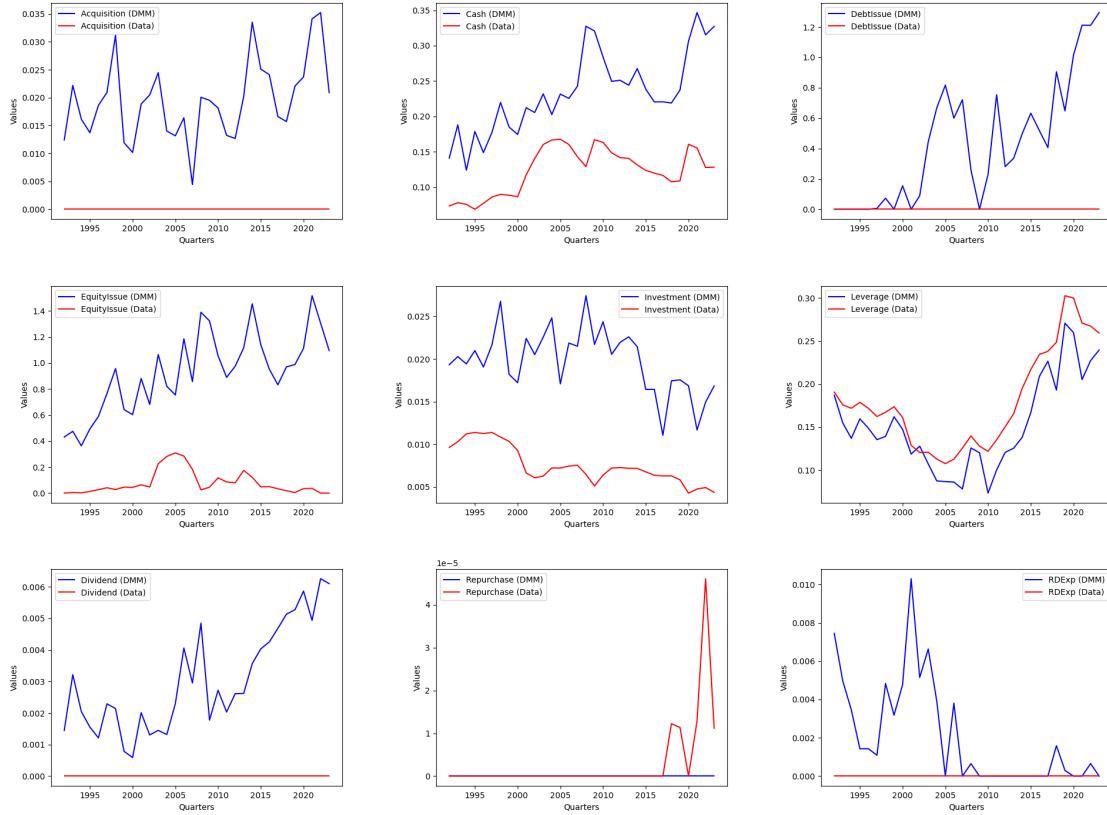 Acquisition (DMM)
Acquisition (Data)
Values
0.035
0.030
0.025
0.020
0.015
0.010
0.005
0.000
1995 2000 2005 2010 2015 2020
Quarters
Cash (DMM)
Cash (Data)
Values
0.35
0.30
0.25
0.20
0.15
0.10
1995 2000 2005 2010 2015 2020
Quarters
DebtIssue (DMM)
DebtIssue (Data)
Values
1.2
1.0
0.8
0.6
0.4
0.2
0.0
1995 2000 2005 2010 2015 2020
Quarters
EquityIssue (DMM)
EquityIssue (Data)
Values
1.4
1.2
1.0
0.8
0.6
0.4
0.2
0.0
1995 2000 2005 2010 2015 2020
Quarters
Investment (DMM)
Investment (Data)
Values
0.025
0.020
0.015
0.010
0.005
1995 2000 2005 2010 2015 2020
Quarters
Leverage (DMM)
Leverage (Data)
Values
0.30
0.25
0.20
0.15
0.10
1995 2000 2005 2010 2015 2020
Quarters
Dividend (DMM)
Dividend (Data)
Values
0.006
0.005
0.004
0.003
0.002
0.001
0.000
1995 2000 2005 2010 2015 2020
Quarters
1e−5
Repurchase (DMM)
Repurchase (Data)
Values
4
3
2
1
0
1995 2000 2005 2010 2015 2020
Quarters
RDExp (DMM)
RDExp (Data)
Values
0.010
0.008
0.006
0.004
0.002
0.000
1995 2000 2005 2010 2015 2020
Quarters